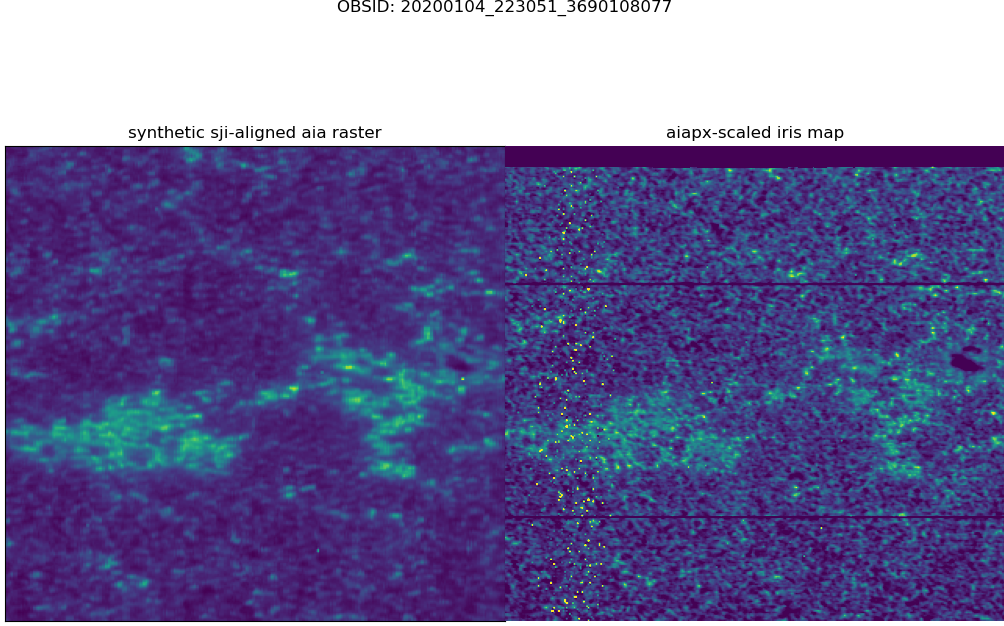 OBSID: 20200104_223051_3690108077
synthetic sji-aligned aia raster
aiapx-scaled iris map